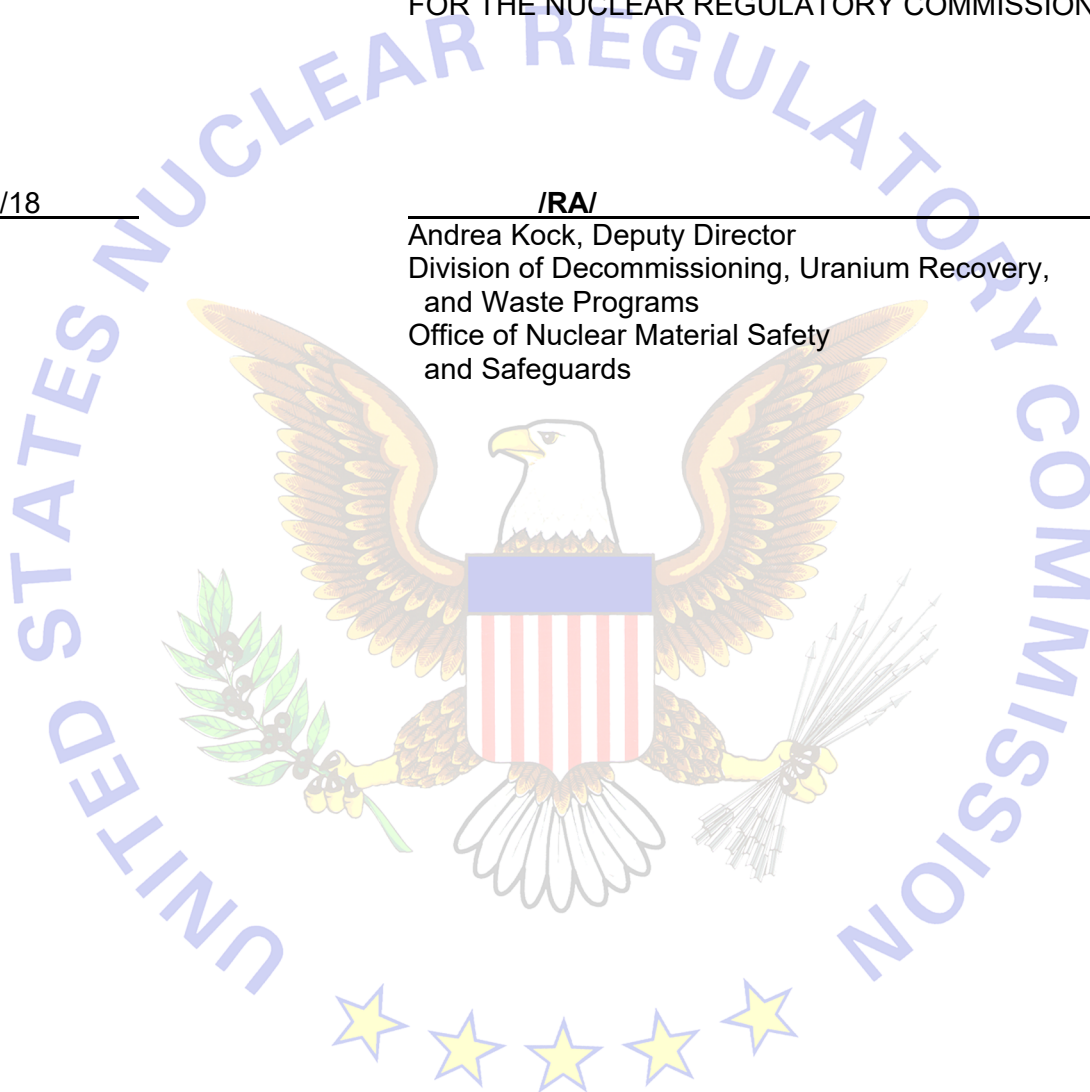 FOR THE NUCLEAR REGULATORY COMMISSION
/18
/RA/
Andrea Kock, Deputy Director
Division of Decommissioning, Uranium Recovery,
and Waste Programs
Office of Nuclear Material Safety
and Safeguards
UNITED STATES NUCLEAR REGULATORY COMMISSION